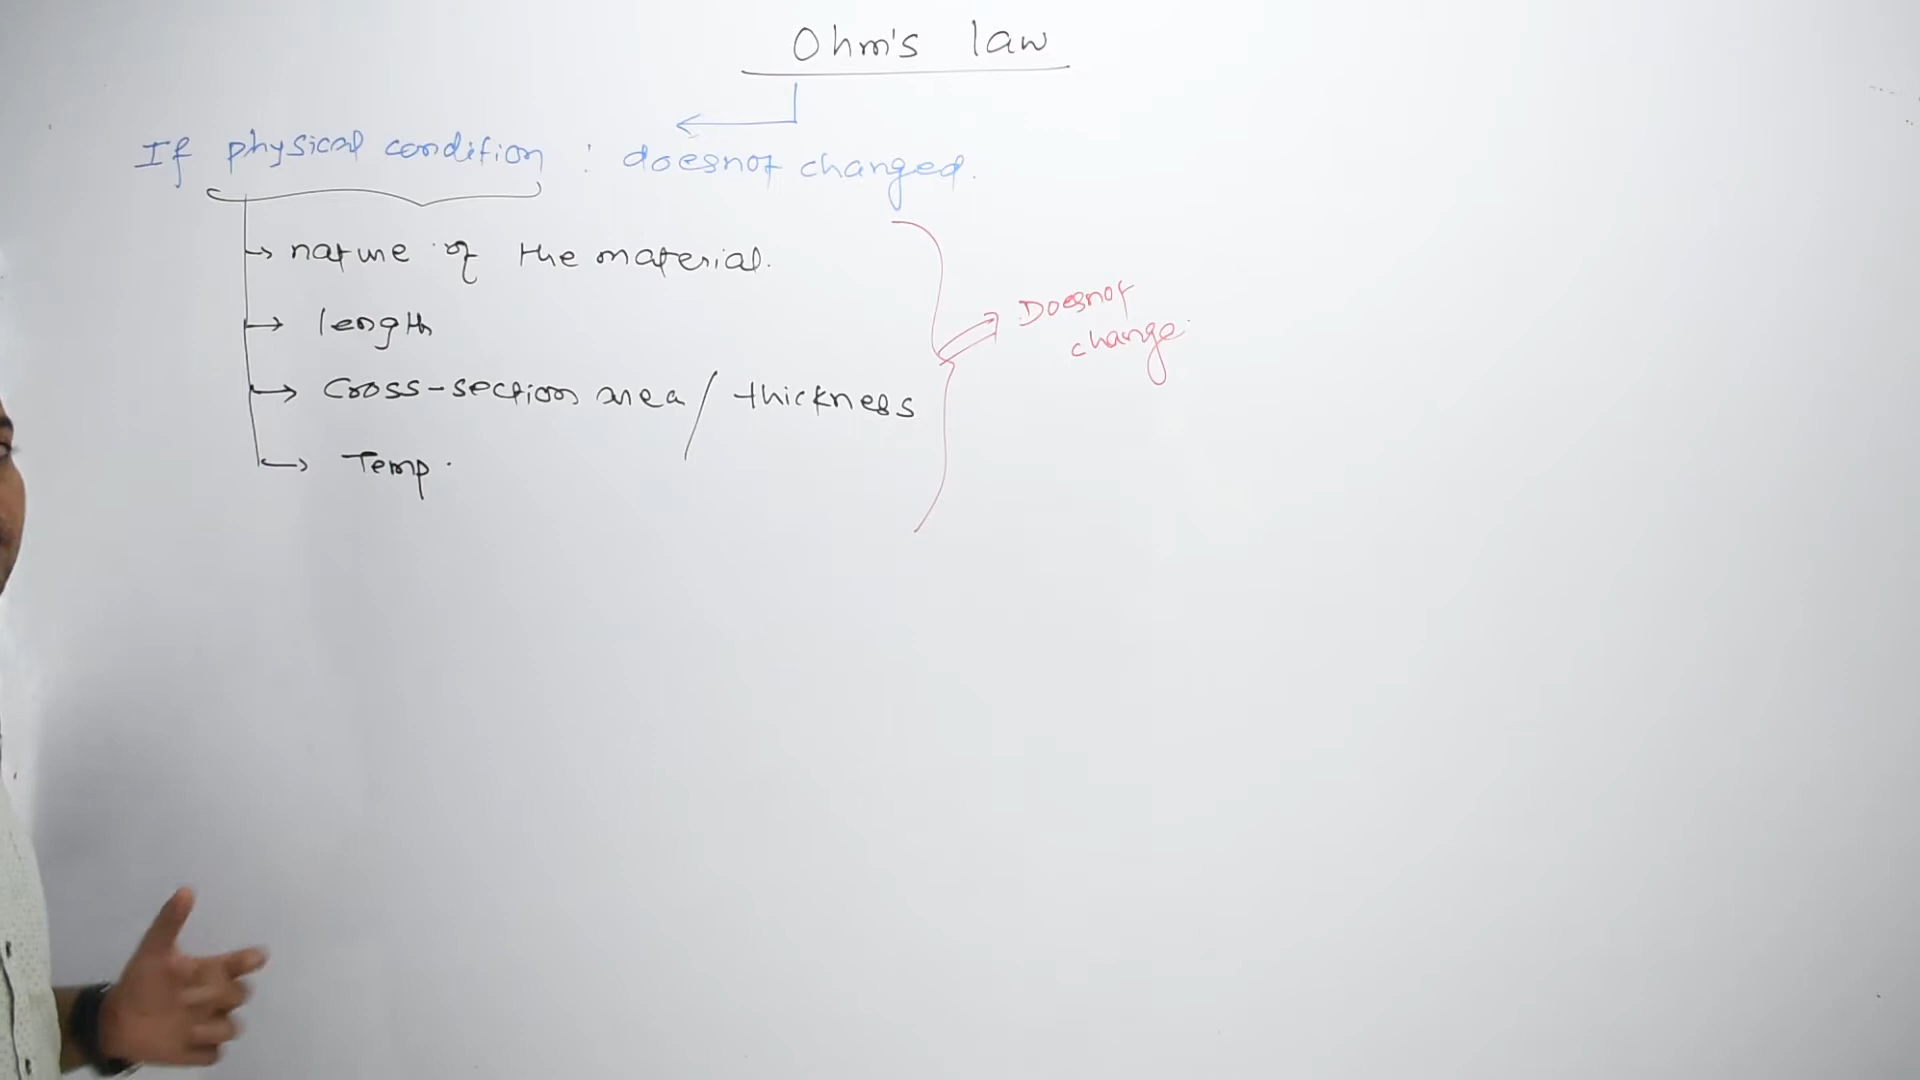 Ohm's law
If physical condition : doesnot changed.
nature of the material.
length
Cross-section area / thickness
Temp.
Doesnot
change.